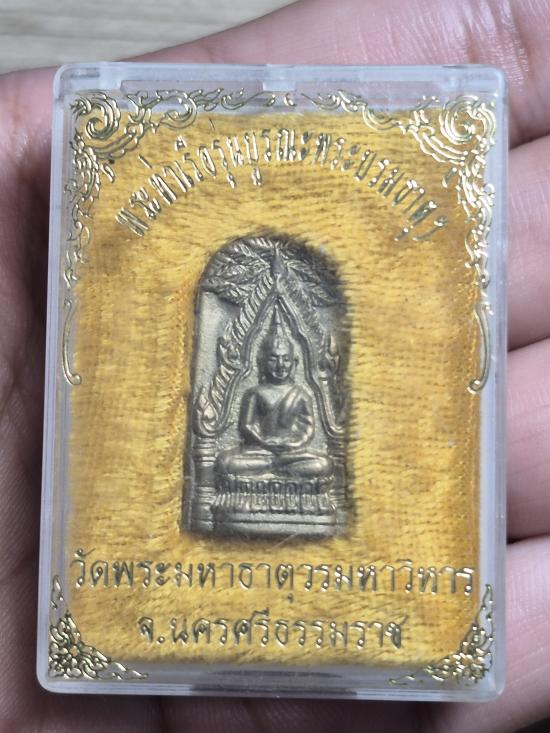 พระท่าเรือรุ่นบูรณะพระบรมธาตุ
วัดพระมหาธาตุวรมหาวิหาร
จ.นครศรีธรรมราช